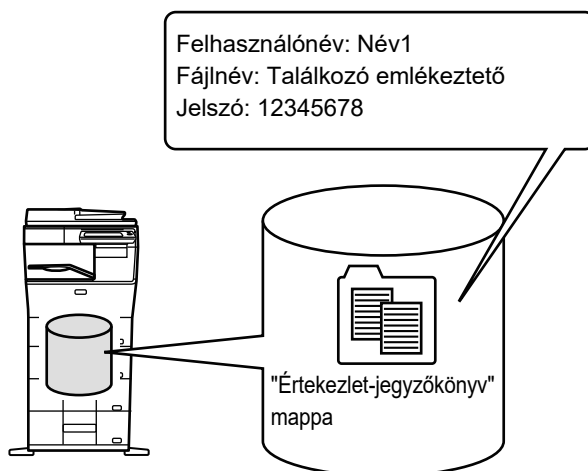 Felhasználónév: Név1
Fájlnév: Találkozó emlékeztető
Jelszó: 12345678
"Értekezlet-jegyzőkönyv"
mappa